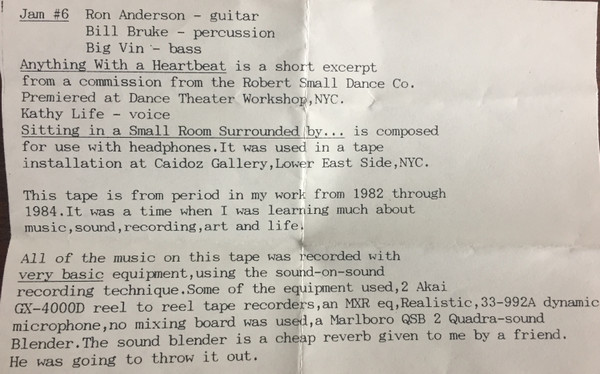 Jam #6 Ron Anderson - guitar
Bill Bruke - percussion
Big Vin - bass
Anything With a Heartbeat is a short excerpt
from a commission from the Robert Small Dance Co.
Premiered at Dance Theater Workshop,NYC.
Kathy Life - voice
Sitting in a Small Room Surrounded by... is composed
for use with headphones.It was used in a tape
installation at Caidoz Gallery,Lower East Side,NYC.
This tape is from period in my work from 1982 through
1984.It was a time when I was learning much about
music,sound,recording,art and life.
All of the music on this tape was recorded with
very basic equipment,using the sound-on-sound
recording technique.Some of the equipment used,2 Akai
GX-4000D reel to reel tape recorders,an MXR eq,Realistic,33-992A dynamic
microphone,no mixing board was used,a Marlboro QSB 2 Quadra-sound
Blender.The sound blender is a cheap reverb given to me by a friend.
He was going to throw it out.